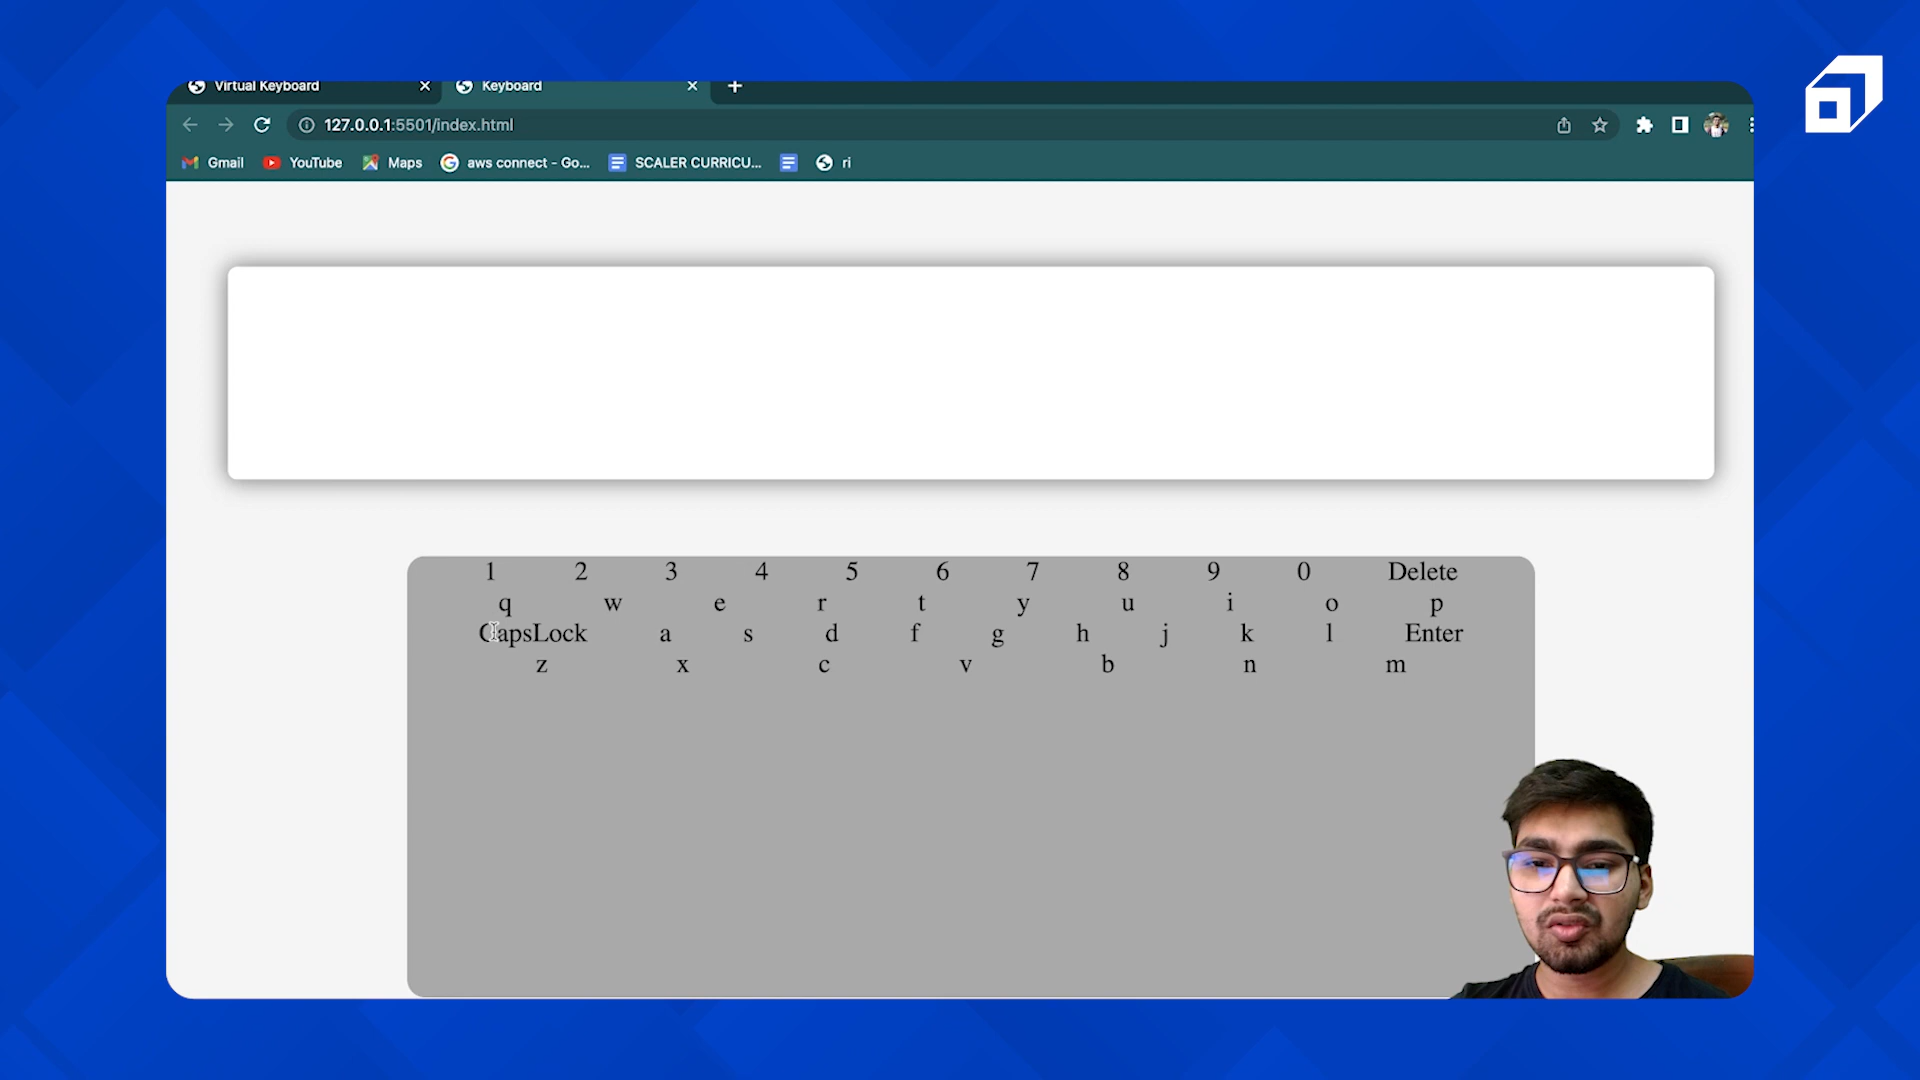 Virtual Keyboard
Keyboard
127.0.0.1:5501/index.html
Gmail YouTube Maps aws connect - Go... SCALER CURRICU... ri
1 2 3 4 5 6 7 8 9 0 Delete
q w e r t y u i o p
CapsLock a s d f g h j k l Enter
z x c v b n m